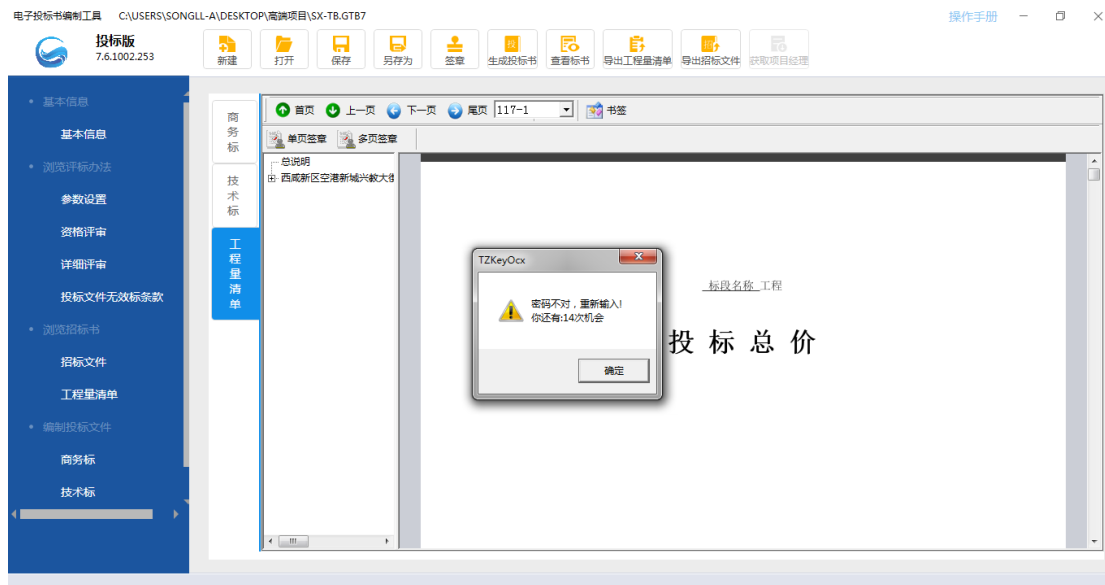 电子投标书编制工具 C:\USERS\SONGLL-A\DESKTOP\高端项目\SX-TB.GTB7 操作手册
投标版
7.6.1002.253
新建 打开 保存 另存为 签章 生成投标书 查看标书 导出工程量清单 导出招标文件 获取项目经理
基本信息
基本信息
浏览评标办法
参数设置
资格评审
详细评审
投标文件无效标条款
浏览招标书
招标文件
工程量清单
编制投标文件
商务标
技术标
商务标
技术标
工程量清单
首页 上一页 下一页 尾页 117-1 书签
单页签章 多页签章
总说明
西咸新区空港新城兴教大街
标段名称 工程
投标总价
TZKeyOcx
密码不对，重新输入!
你还有:14次机会
确定